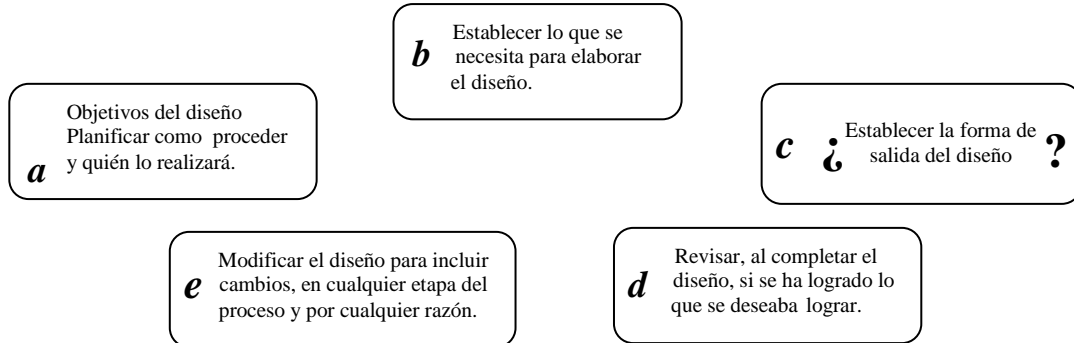 a
Objetivos del diseño
Planificar como proceder
y quién lo realizará.
b
Establecer lo que se
necesita para elaborar
el diseño.
c
¿ Establecer la forma de
salida del diseño ?
d
Revisar, al completar el
diseño, si se ha logrado lo
que se deseaba lograr.
e
Modificar el diseño para incluir
cambios, en cualquier etapa del
proceso y por cualquier razón.